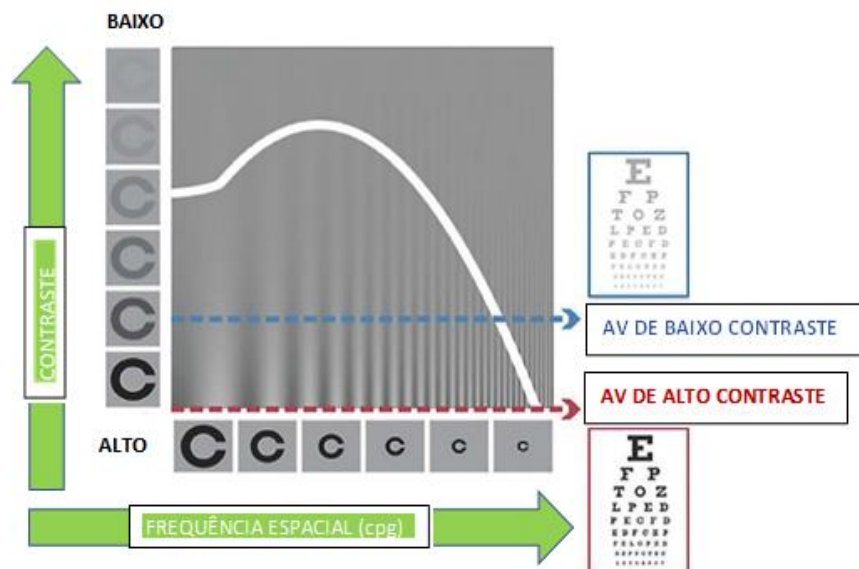 BAIXO
C
C
C
C
C
C
CONTRASTE
E
F P
T O Z
L P E D
P E C F D
E D F C Z P
AV DE BAIXO CONTRASTE
AV DE ALTO CONTRASTE
ALTO
C C C C C C
E
F P
T O Z
L P E D
P E C F D
E D F C Z P
FREQUÊNCIA ESPACIAL (cpg)